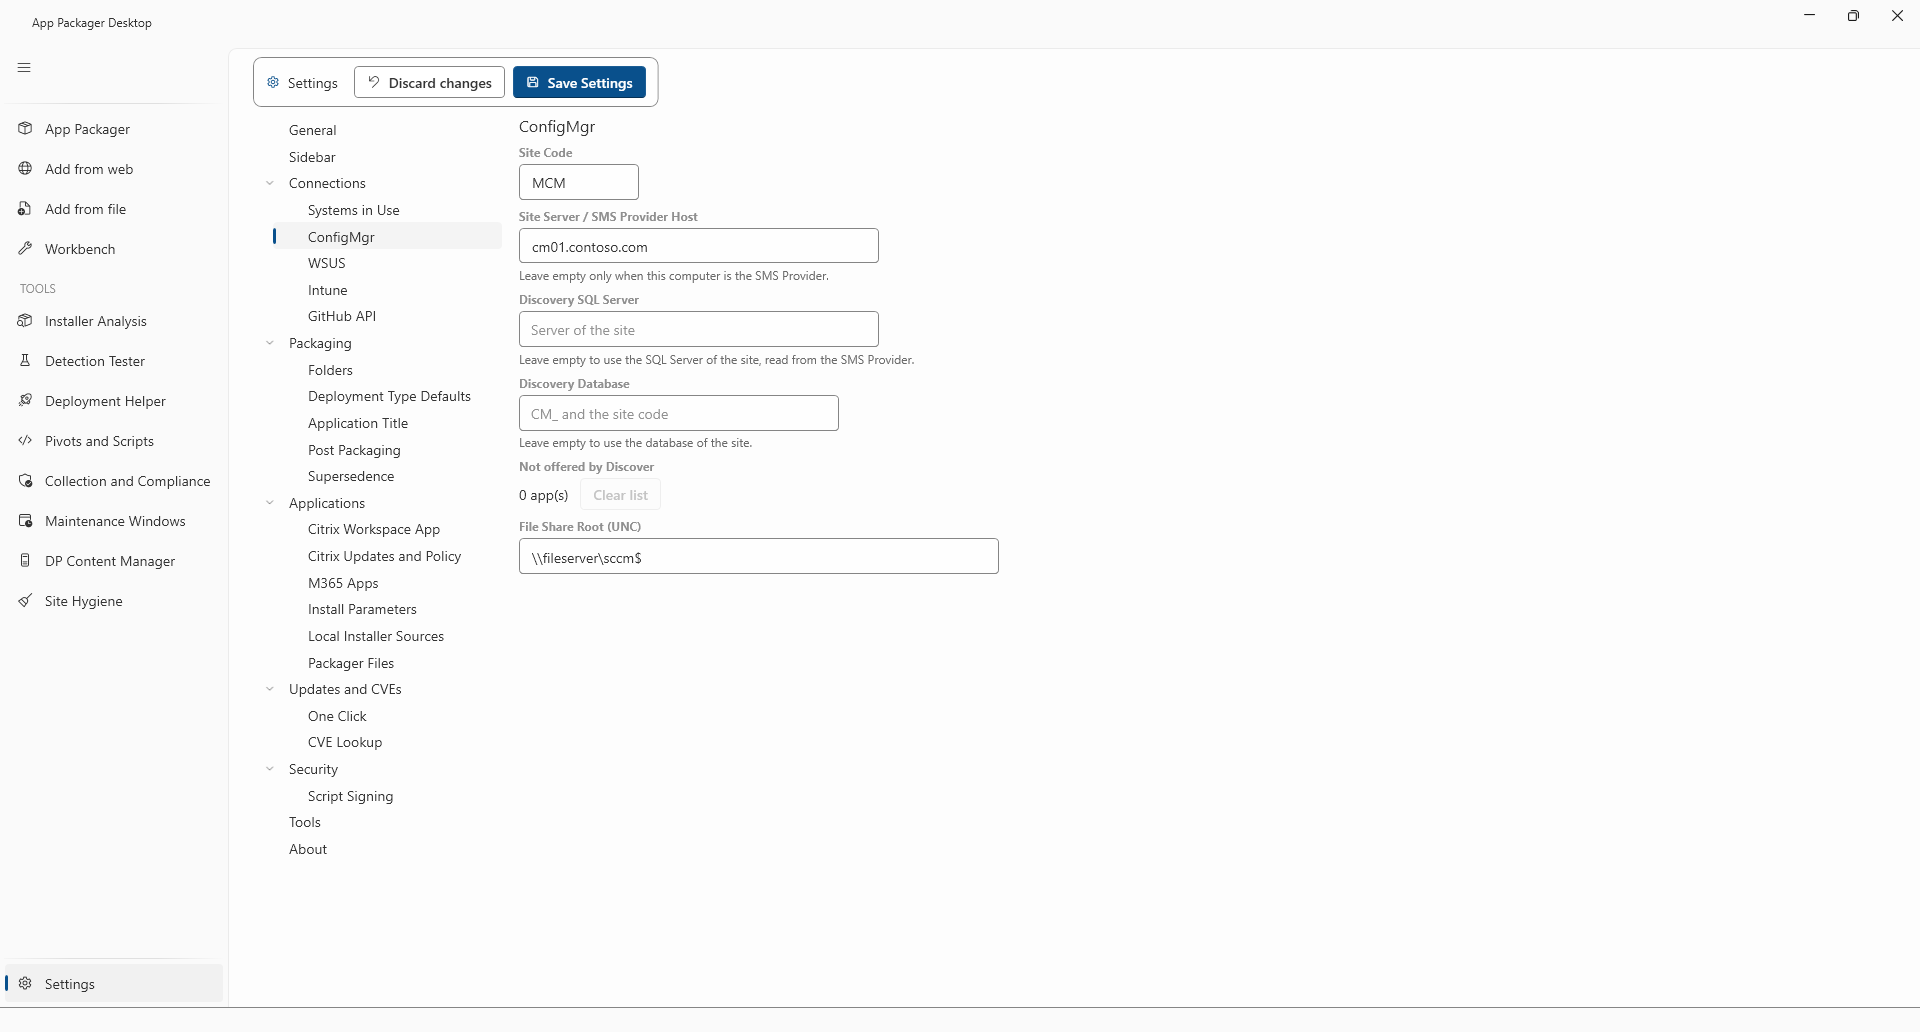 App Packager Desktop
Settings
Discard changes
Save Settings
App Packager
Add from web
Add from file
Workbench
TOOLS
Installer Analysis
Detection Tester
Deployment Helper
Pivots and Scripts
Collection and Compliance
Maintenance Windows
DP Content Manager
Site Hygiene
Settings
General
Sidebar
Connections
Systems in Use
ConfigMgr
WSUS
Intune
GitHub API
Packaging
Folders
Deployment Type Defaults
Application Title
Post Packaging
Supersedence
Applications
Citrix Workspace App
Citrix Updates and Policy
M365 Apps
Install Parameters
Local Installer Sources
Packager Files
Updates and CVEs
One Click
CVE Lookup
Security
Script Signing
Tools
About
ConfigMgr
Site Code
MCM
Site Server / SMS Provider Host
cm01.contoso.com
Leave empty only when this computer is the SMS Provider.
Discovery SQL Server
Server of the site
Leave empty to use the SQL Server of the site, read from the SMS Provider.
Discovery Database
CM_ and the site code
Leave empty to use the database of the site.
Not offered by Discover
0 app(s)
Clear list
File Share Root (UNC)
\\fileserver\sccm$